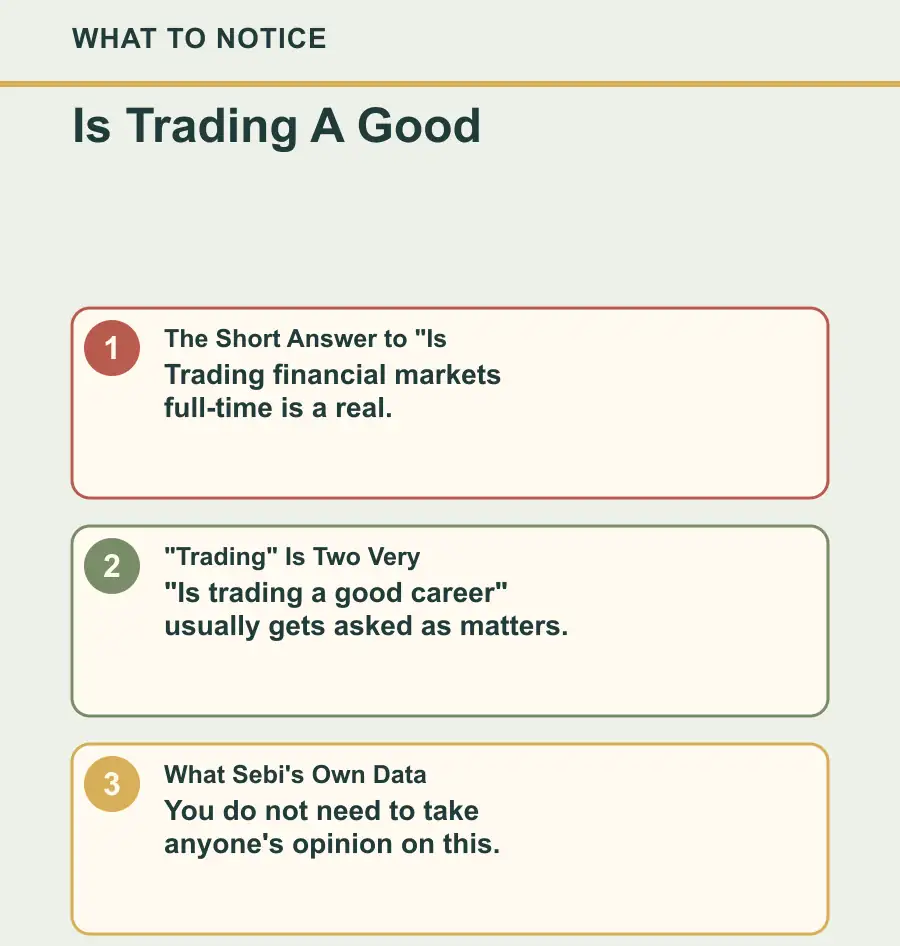 WHAT TO NOTICE
Is Trading A Good
1
The Short Answer to "Is
Trading financial markets
full-time is a real.
2
"Trading" Is Two Very
"Is trading a good career"
usually gets asked as matters.
3
What Sebi's Own Data
You do not need to take
anyone's opinion on this.